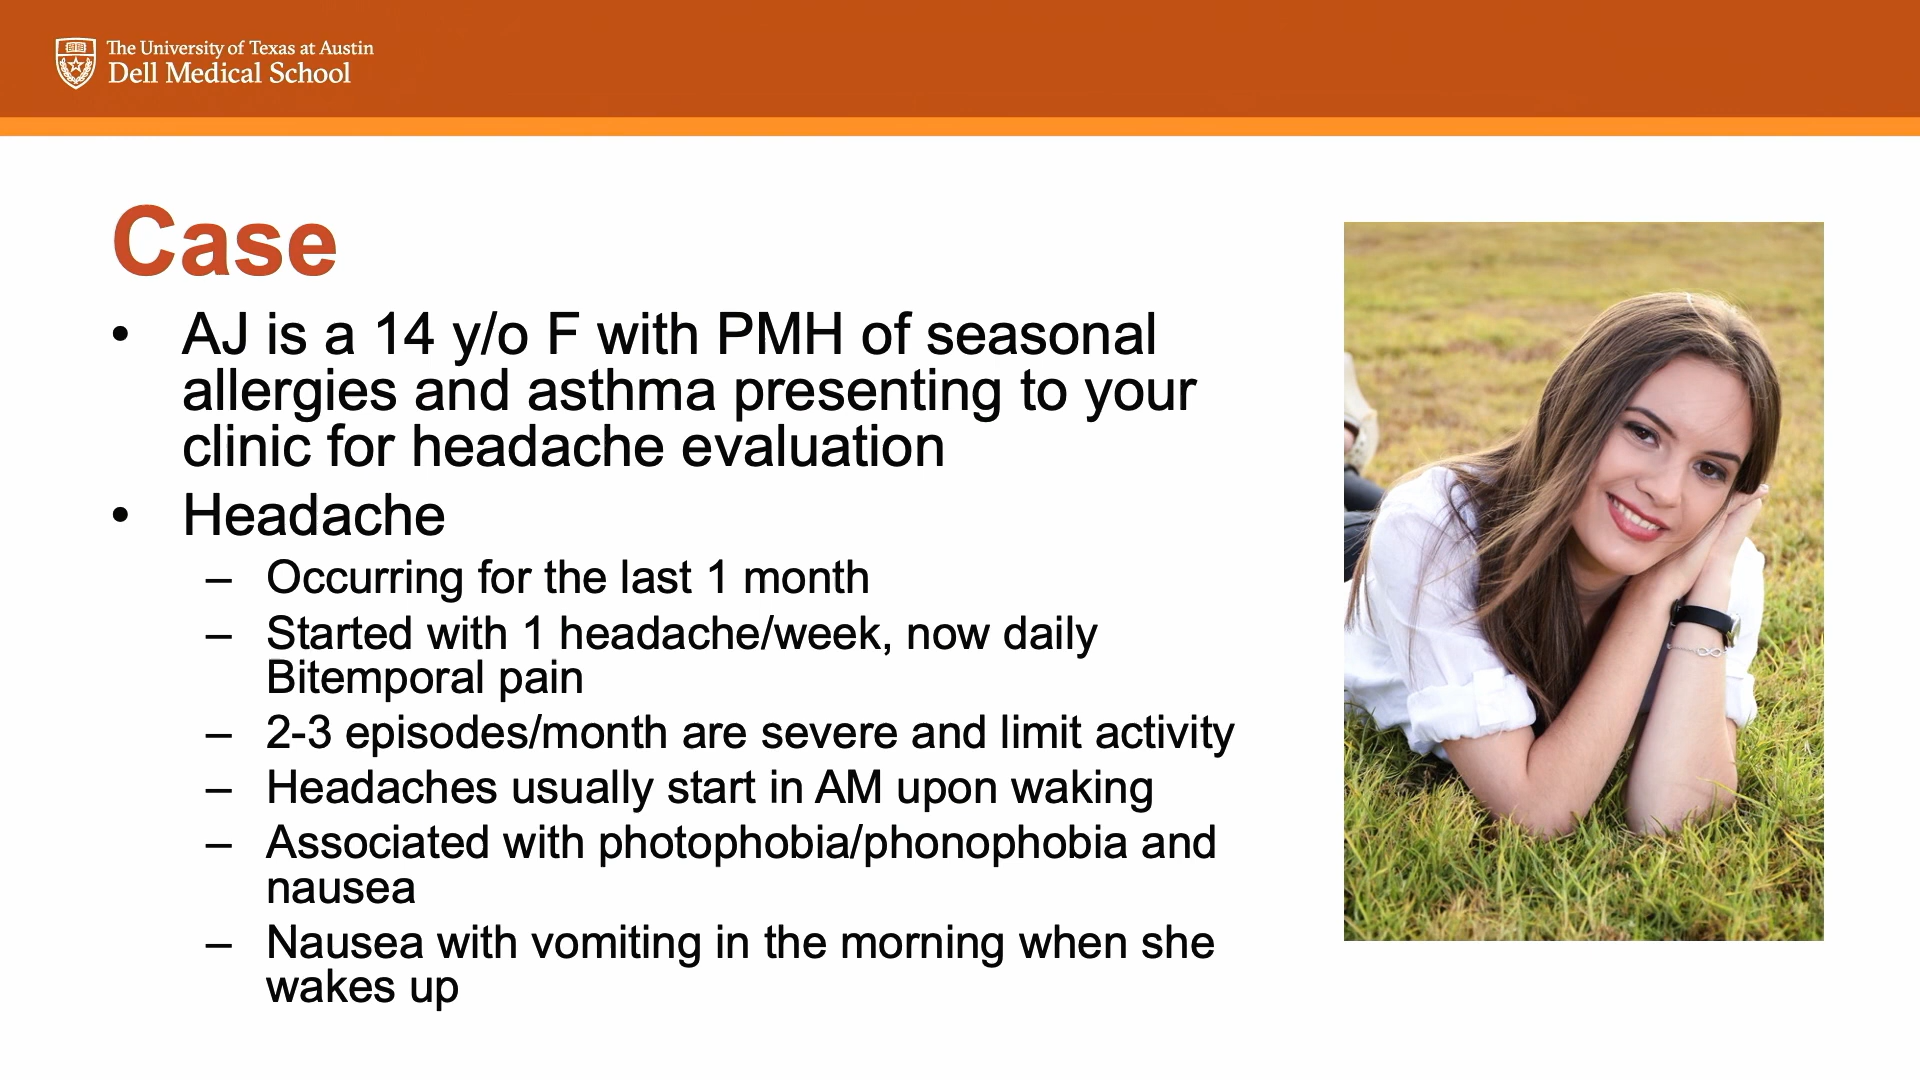 The University of Texas at Austin
Dell Medical School
Case
• AJ is a 14 y/o F with PMH of seasonal
allergies and asthma presenting to your
clinic for headache evaluation
• Headache
– Occurring for the last 1 month
– Started with 1 headache/week, now daily
Bitemporal pain
– 2-3 episodes/month are severe and limit activity
– Headaches usually start in AM upon waking
– Associated with photophobia/phonophobia and
nausea
– Nausea with vomiting in the morning when she
wakes up